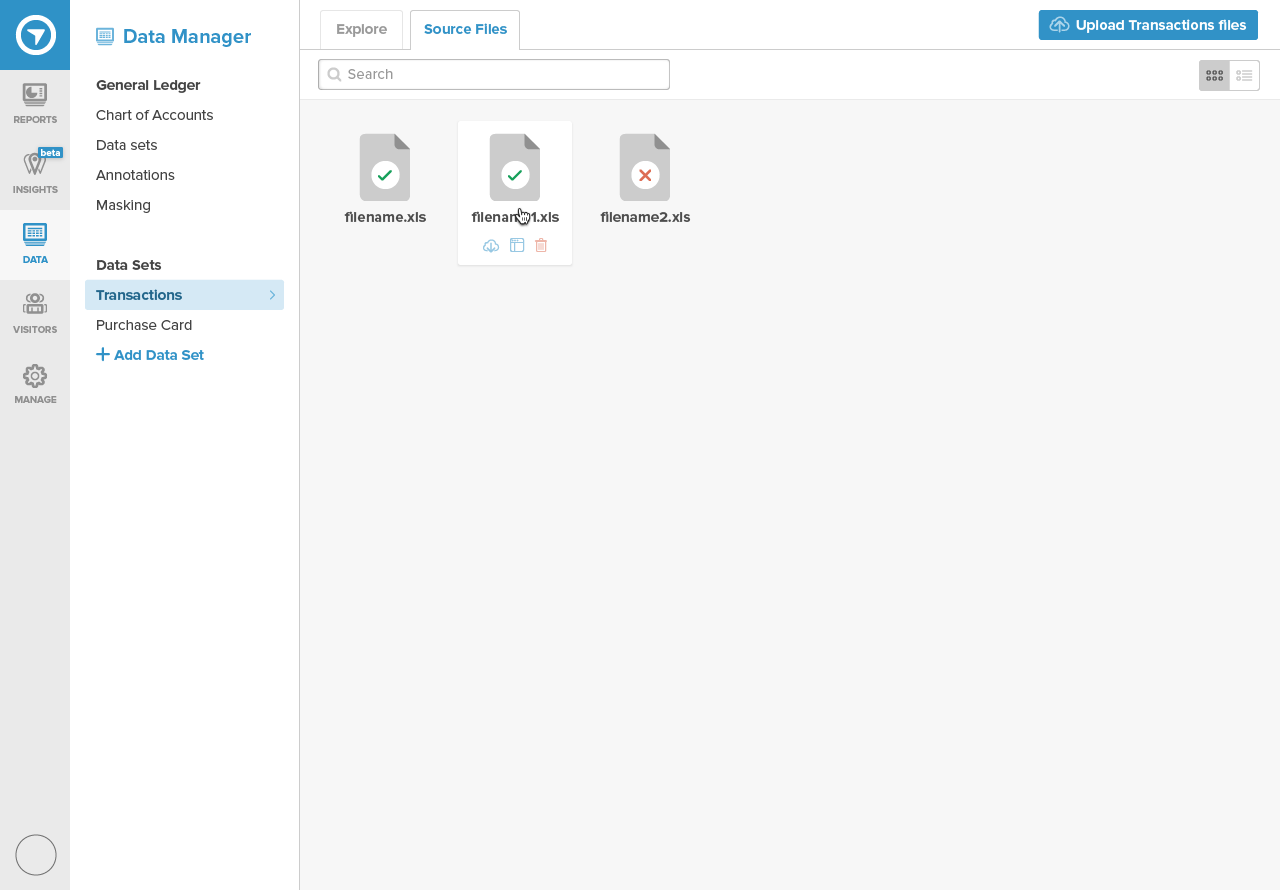 Data Manager
Explore
Source Files
Upload Transactions files
Search
REPORTS
beta
INSIGHTS
DATA
VISITORS
MANAGE
General Ledger
Chart of Accounts
Data sets
Annotations
Masking
Data Sets
Transactions
Purchase Card
Add Data Set
filename.xls
filename1.xls
filename2.xls